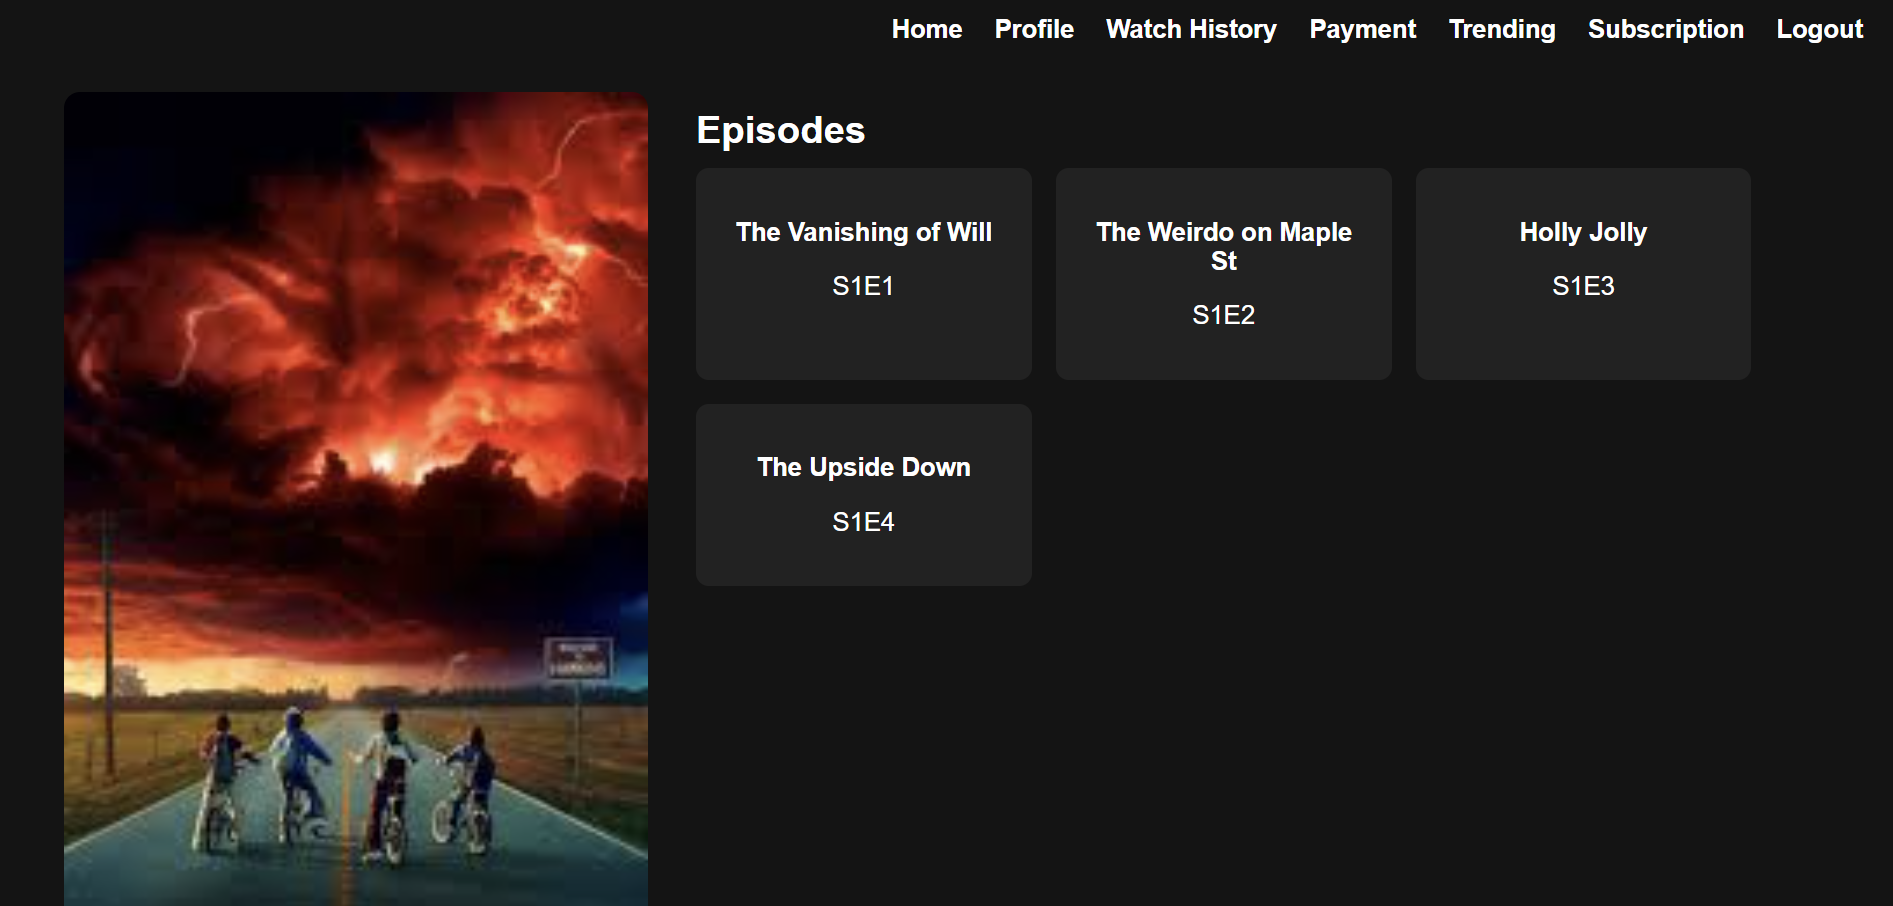 Home Profile Watch History Payment Trending Subscription Logout
Episodes
The Vanishing of Will
S1E1
The Weirdo on Maple
St
S1E2
Holly Jolly
S1E3
The Upside Down
S1E4